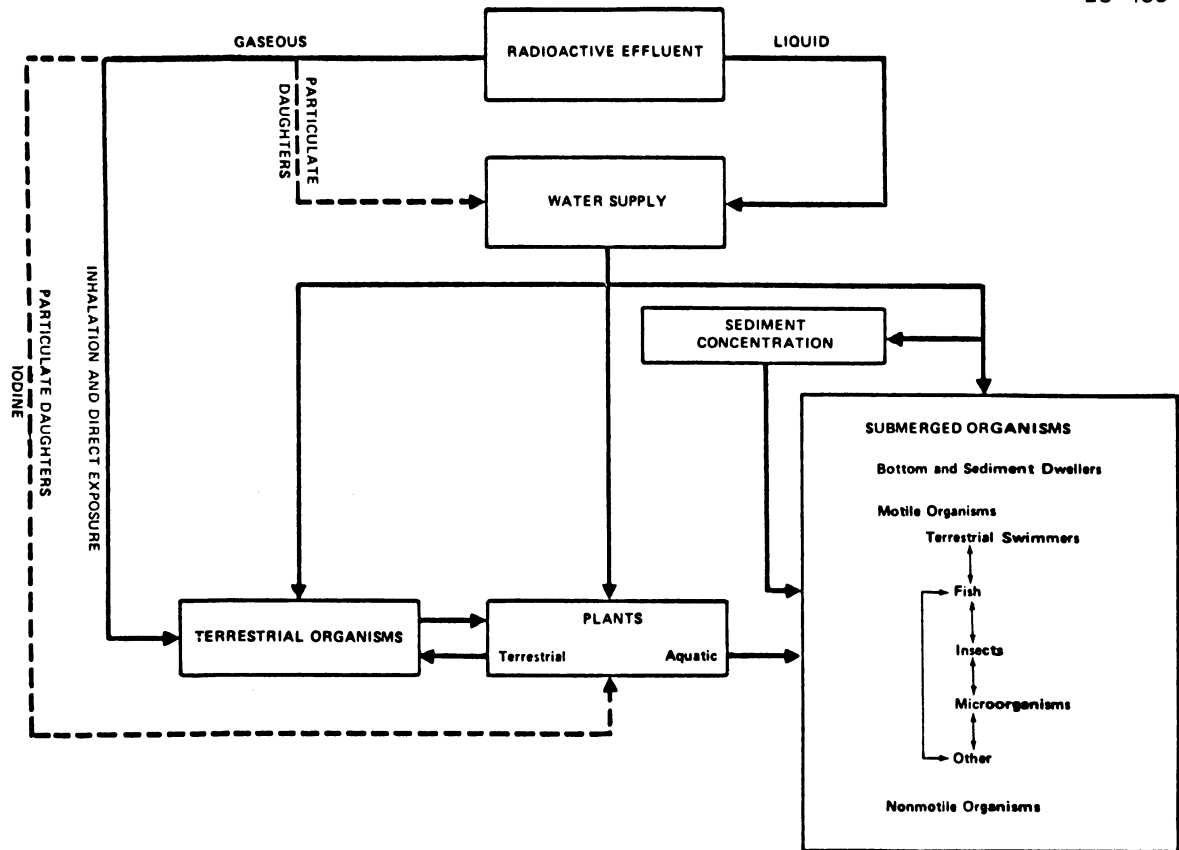 GASEOUS
RADIOACTIVE EFFLUENT
LIQUID
PARTICULATE
DAUGHTERS
WATER SUPPLY
INHALATION AND DIRECT EXPOSURE
PARTICULATE DAUGHTERS
IODINE
SEDIMENT
CONCENTRATION
SUBMERGED ORGANISMS
Bottom and Sediment Dwellers
Motile Organisms
Terrestrial Swimmers
Fish
Insects
Microorganisms
Other
Nonmotile Organisms
TERRESTRIAL ORGANISMS
PLANTS
Terrestrial
Aquatic